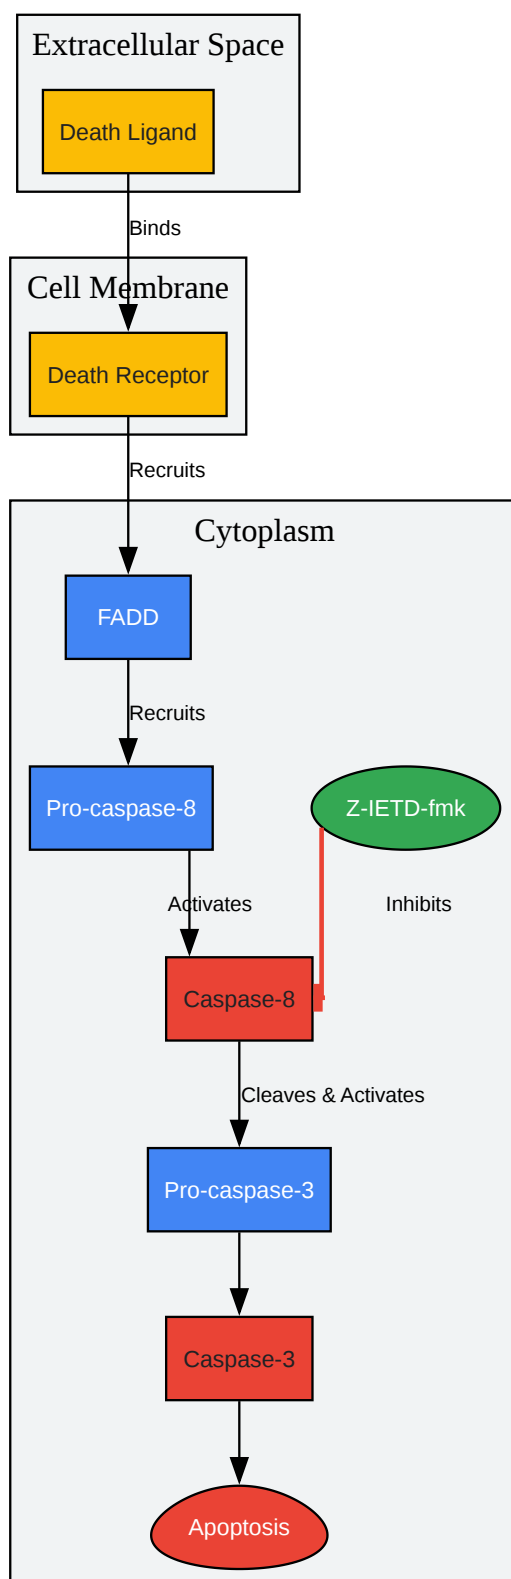 Extracellular Space
Death Ligand
Binds
Cell Membrane
Death Receptor
Recruits
Cytoplasm
FADD
Recruits
Pro-caspase-8
Z-IETD-fmk
Activates
Inhibits
Caspase-8
Cleaves & Activates
Pro-caspase-3
Caspase-3
Apoptosis